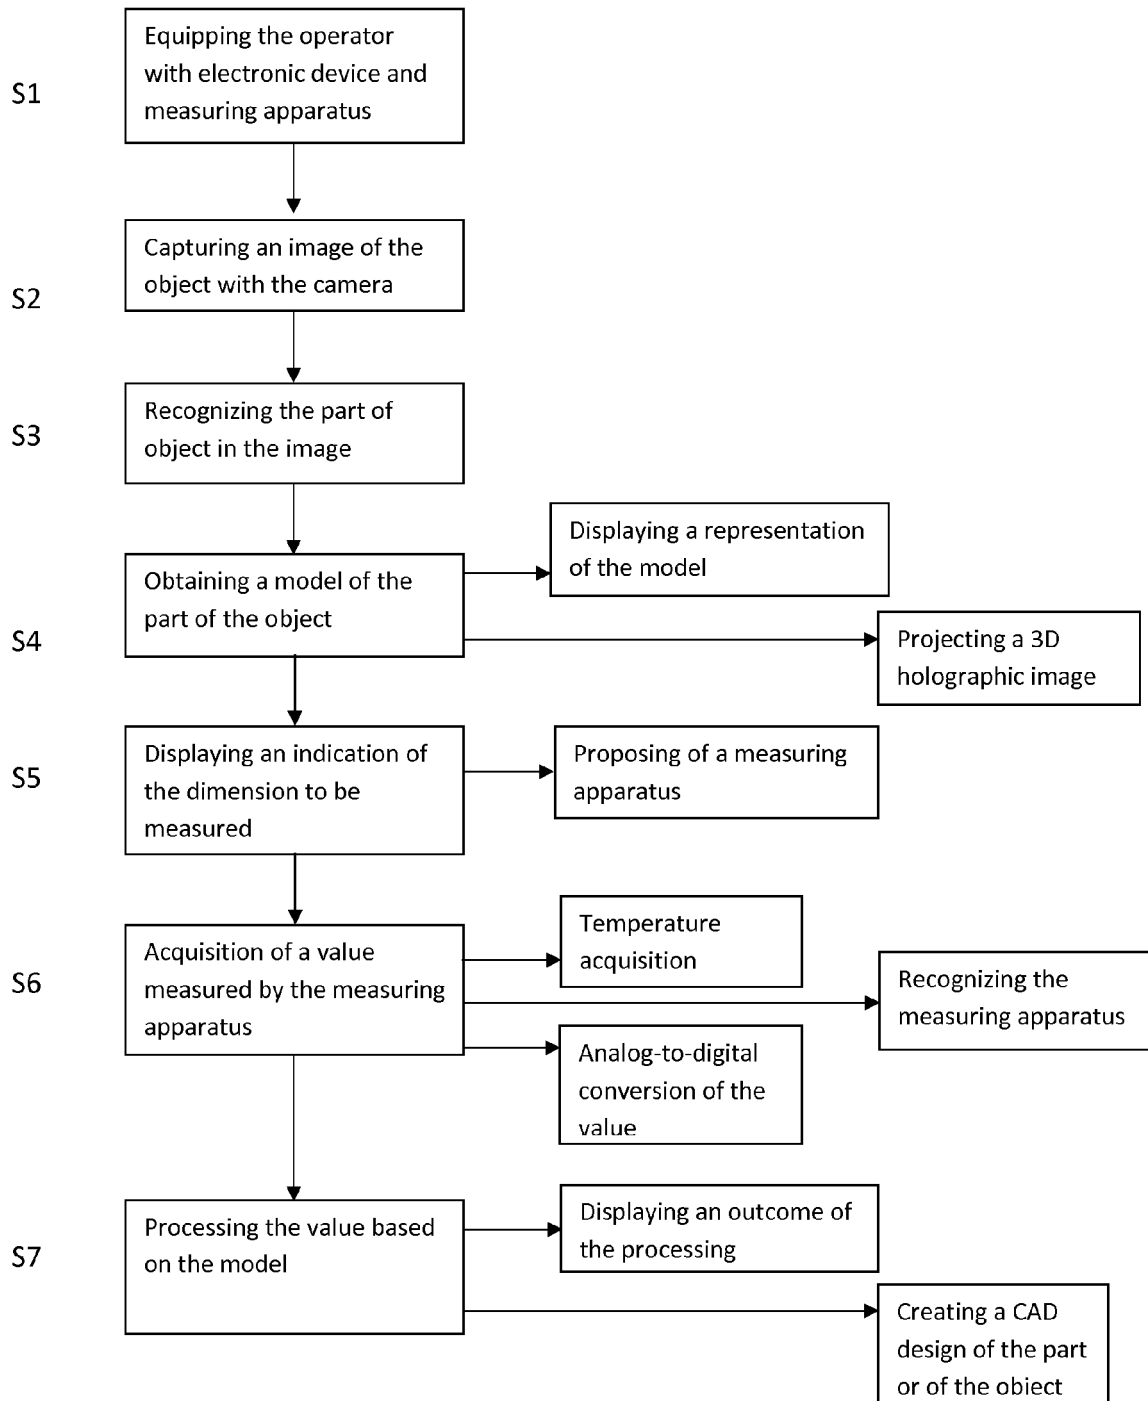 S1
Equipping the operator
with electronic device and
measuring apparatus
S2
Capturing an image of the
object with the camera
S3
Recognizing the part of
object in the image
S4
Obtaining a model of the
part of the object
Displaying a representation
of the model
Projecting a 3D
holographic image
S5
Displaying an indication of
the dimension to be
measured
Proposing of a measuring
apparatus
S6
Acquisition of a value
measured by the measuring
apparatus
Temperature
acquisition
Recognizing the
measuring apparatus
Analog-to-digital
conversion of the
value
S7
Processing the value based
on the model
Displaying an outcome of
the processing
Creating a CAD
design of the part
or of the object